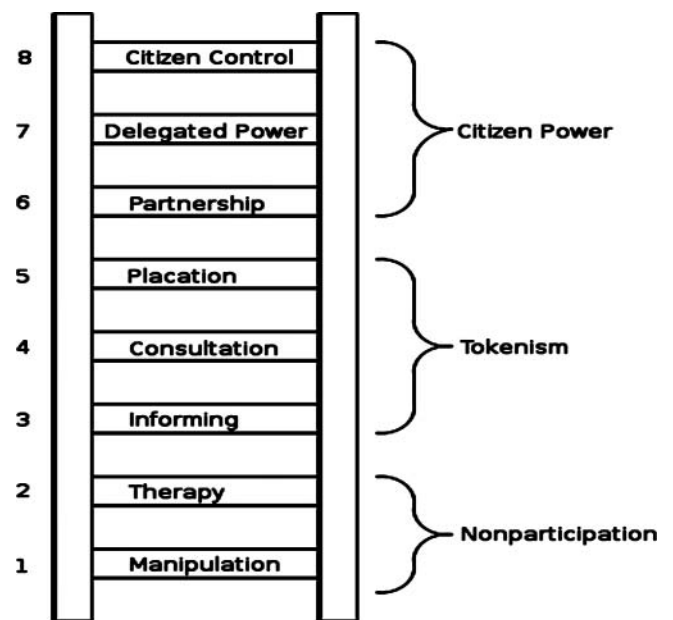 8 Citizen Control
7 Delegated Power Citizen Power
6 Partnership
5 Placation
4 Consultation Tokenism
3 Informing
2 Therapy
Nonparticipation
1 Manipulation